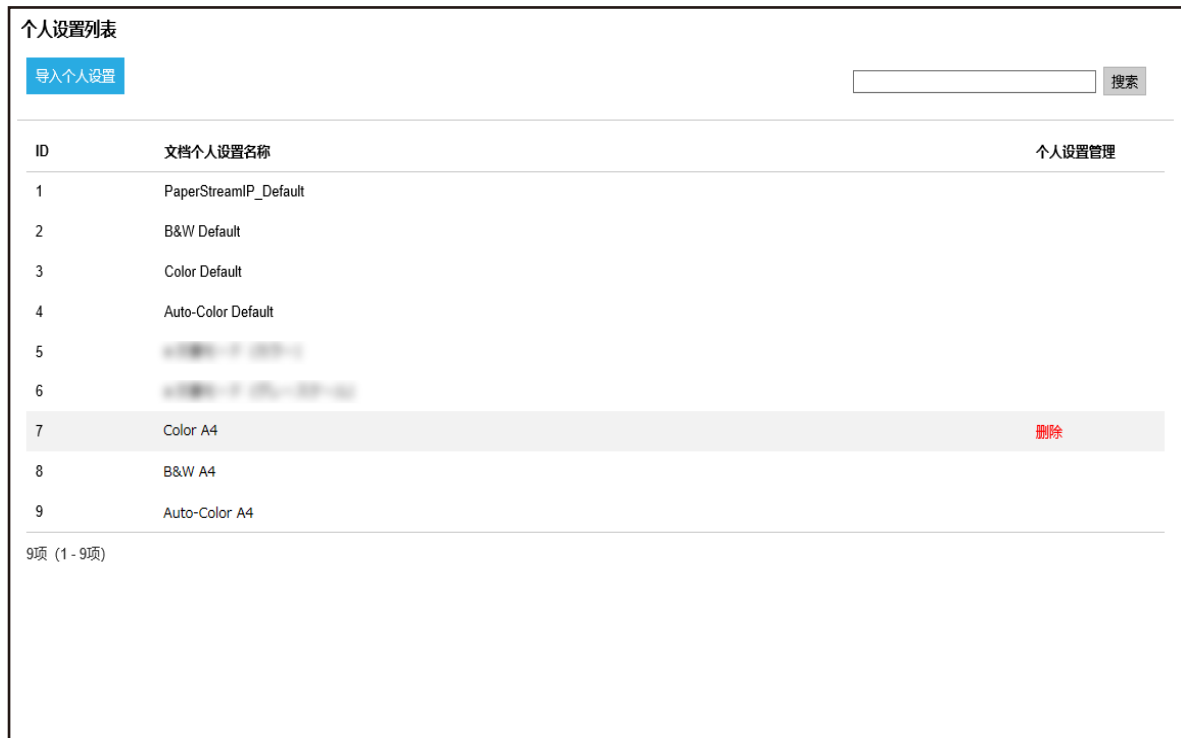 个人设置列表
导入个人设置
搜索
ID 文档个人设置名称 个人设置管理
1 PaperStreamIP_Default
2 B&W Default
3 Color Default
4 Auto-Color Default
5
6
7 Color A4 删除
8 B&W A4
9 Auto-Color A4
9项 (1 - 9项)